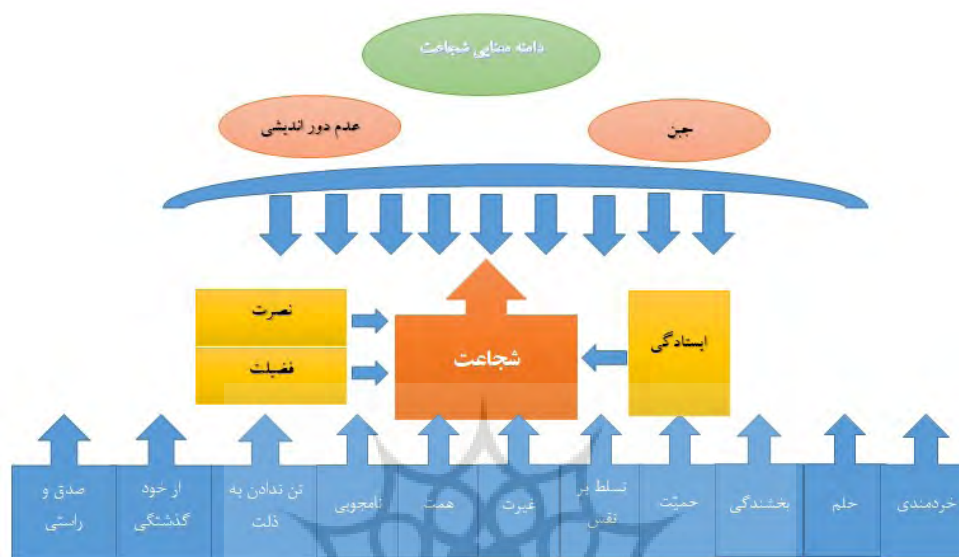 دامنه معنایی شجاعت
جبن
عدم دور اندیشی
نصرت
ایستادگی
شجاعت
فضیلت
خردمندی
حلم
بخشندگی
حمیّت
تسلط بر
نفس
غیرت
همت
نامجویی
تن ندادن به
ذلت
از خود
گذشتگی
صدق و
راستی